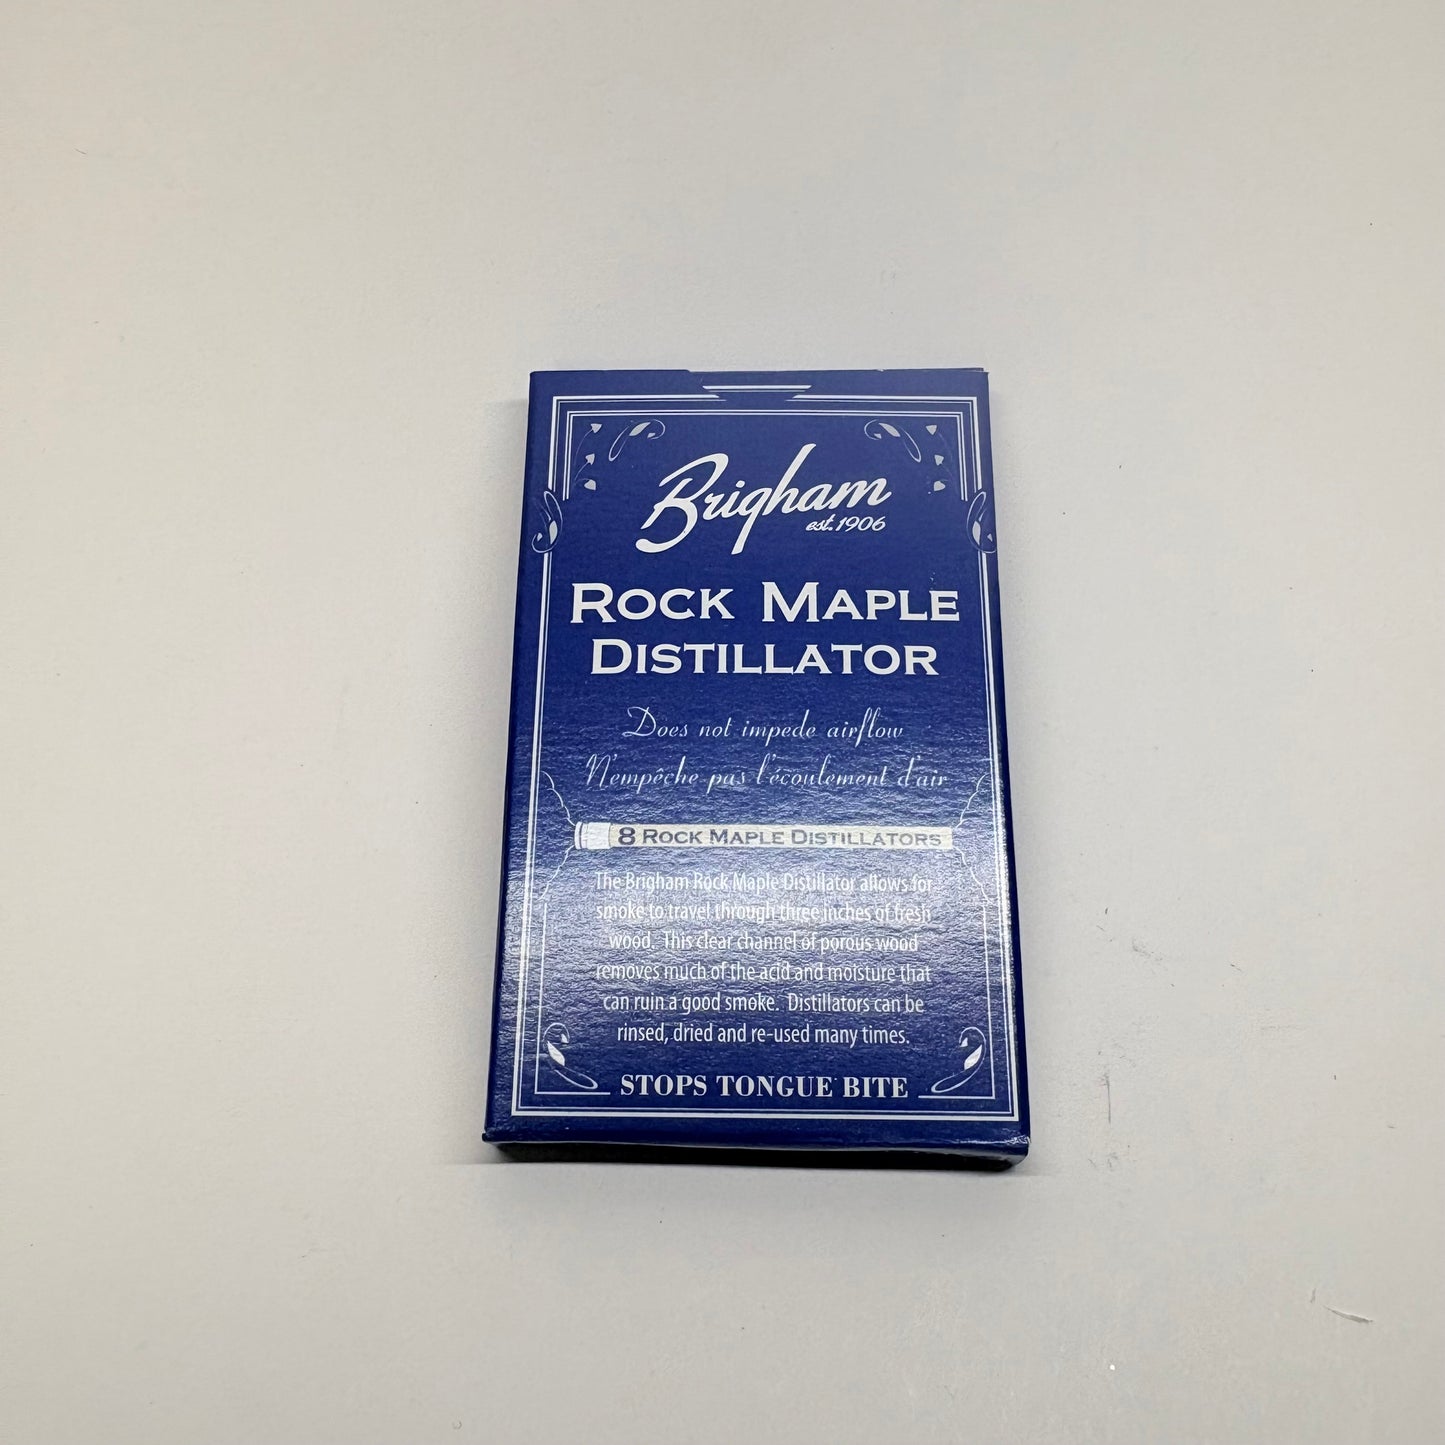 Brigham
est. 1906
ROCK MAPLE
DISTILLATOR
Does not impede airflow
N'empêche pas l'écoulement d'air
8 ROCK MAPLE DISTILLATORS
The Brigham Rock Maple Distillator allows for
smoke to travel through three inches of fresh
wood. This clear channel of porous wood
removes much of the acid and moisture that
can ruin a good smoke. Distillators can be
rinsed, dried and re-used many times.
STOPS TONGUE BITE